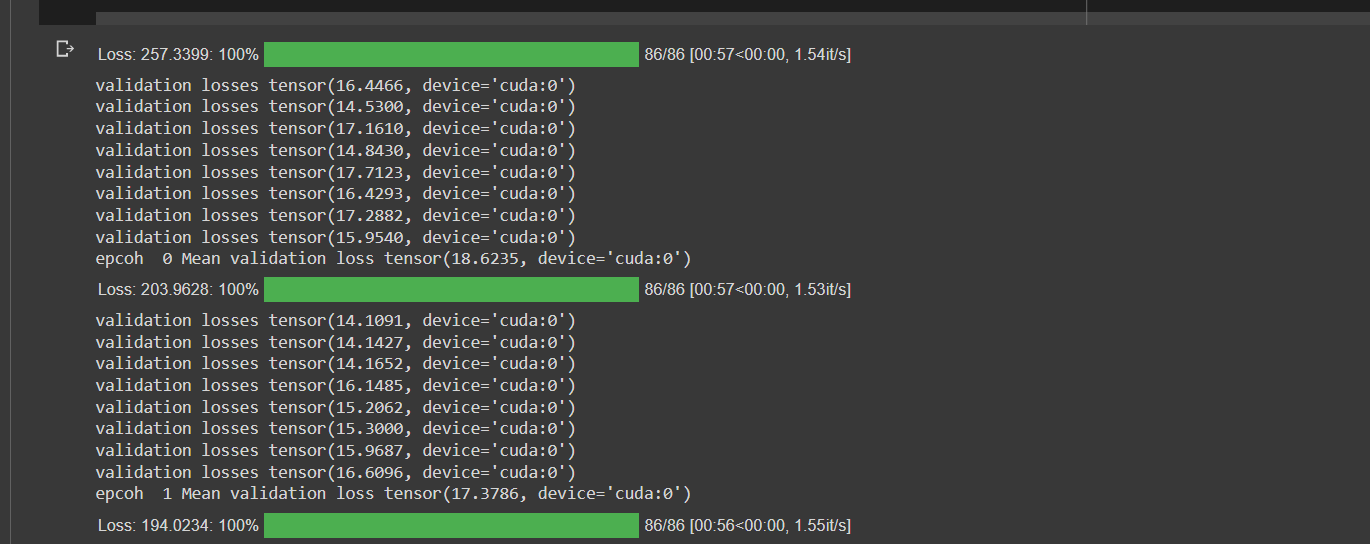 Loss: 257.3399: 100% 86/86 [00:57<00:00, 1.54it/s]
validation losses tensor(16.4466, device='cuda:0')
validation losses tensor(14.5300, device='cuda:0')
validation losses tensor(17.1610, device='cuda:0')
validation losses tensor(14.8430, device='cuda:0')
validation losses tensor(17.7123, device='cuda:0')
validation losses tensor(16.4293, device='cuda:0')
validation losses tensor(17.2882, device='cuda:0')
validation losses tensor(15.9540, device='cuda:0')
epcoh  0 Mean validation loss tensor(18.6235, device='cuda:0')
Loss: 203.9628: 100% 86/86 [00:57<00:00, 1.53it/s]
validation losses tensor(14.1091, device='cuda:0')
validation losses tensor(14.1427, device='cuda:0')
validation losses tensor(14.1652, device='cuda:0')
validation losses tensor(16.1485, device='cuda:0')
validation losses tensor(15.2062, device='cuda:0')
validation losses tensor(15.3000, device='cuda:0')
validation losses tensor(15.9687, device='cuda:0')
validation losses tensor(16.6096, device='cuda:0')
epcoh  1 Mean validation loss tensor(17.3786, device='cuda:0')
Loss: 194.0234: 100% 86/86 [00:56<00:00, 1.55it/s]